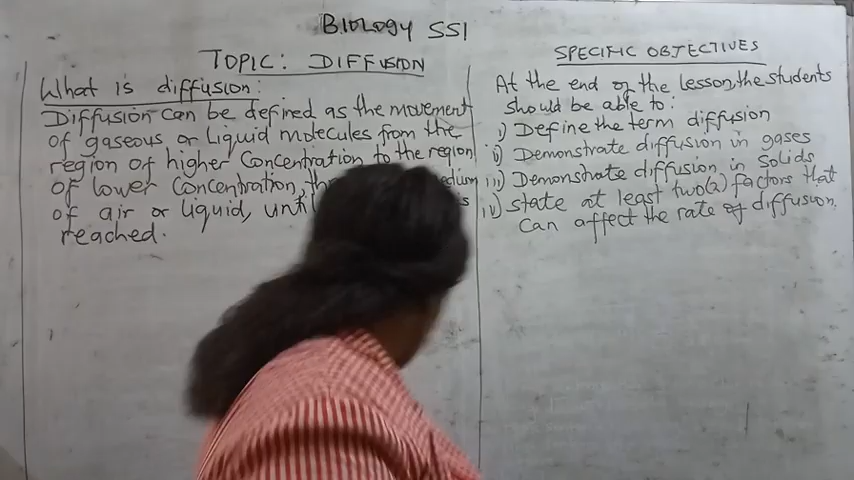 BIOLOGY SS1
TOPIC: DIFFUSION
What is diffusion:
Diffusion can be defined as the movement
of gaseous or liquid molecules from the
region of higher concentration to the region
of lower concentration,
of air or liquid, until
reached.
SPECIFIC OBJECTIVES
At the end of the lesson, the students
should be able to:
i) Define the term diffusion
ii) Demonstrate diffusion in gases
iii) Demonstrate diffusion in solids
iv) state at least two(2) factors that
can affect the rate of diffusion.